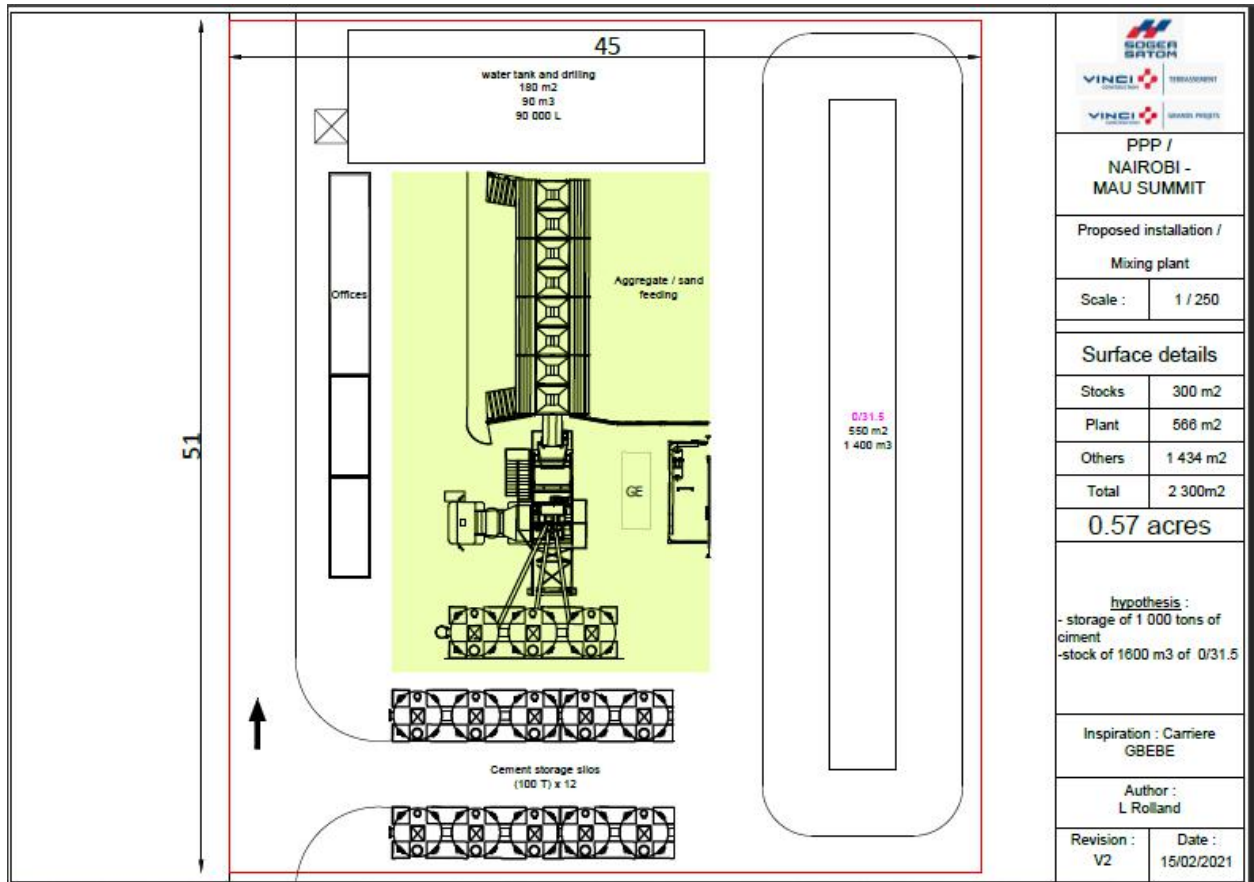 45
water tank and drilling
180 m2
90 m3
90 000 L
Offices
Aggregate / sand
feeding
51
0/31.5
550 m2
1 400 m3
GE
Cement storage silos
(100 T) x 12
SOGEA
SATOM
VINCI
CONSTRUCTION
TERRASSEMENT
VINCI
CONSTRUCTION
GRANDS PROJETS
PPP /
NAIROBI -
MAU SUMMIT
Proposed installation /
Mixing plant
Scale : 1 / 250
Surface details
Stocks 300 m2
Plant 566 m2
Others 1 434 m2
Total 2 300m2
0.57 acres
hypothesis :
- storage of 1 000 tons of
ciment
-stock of 1600 m3 of 0/31.5
Inspiration : Carriere
GBEBE
Author :
L Rolland
Revision :
V2
Date :
15/02/2021